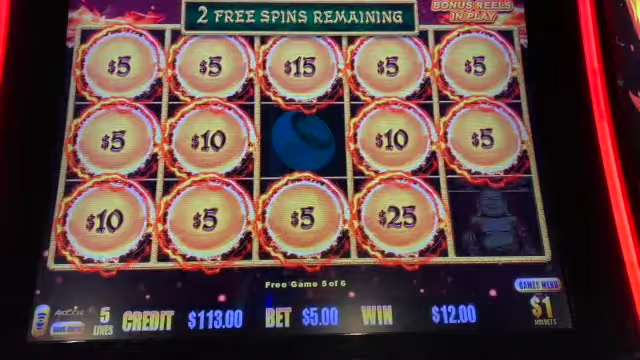 2 FREE SPINS REMAINING
BONUS REELS
IN PLAY
$5 $5 $15 $5 $5
$5 $10 $10 $5
$10 $5 $5 $25
Free Game 5 of 6
GAMES MENU
5 LINES CREDIT $113.00 BET $5.00 WIN $12.00 $1